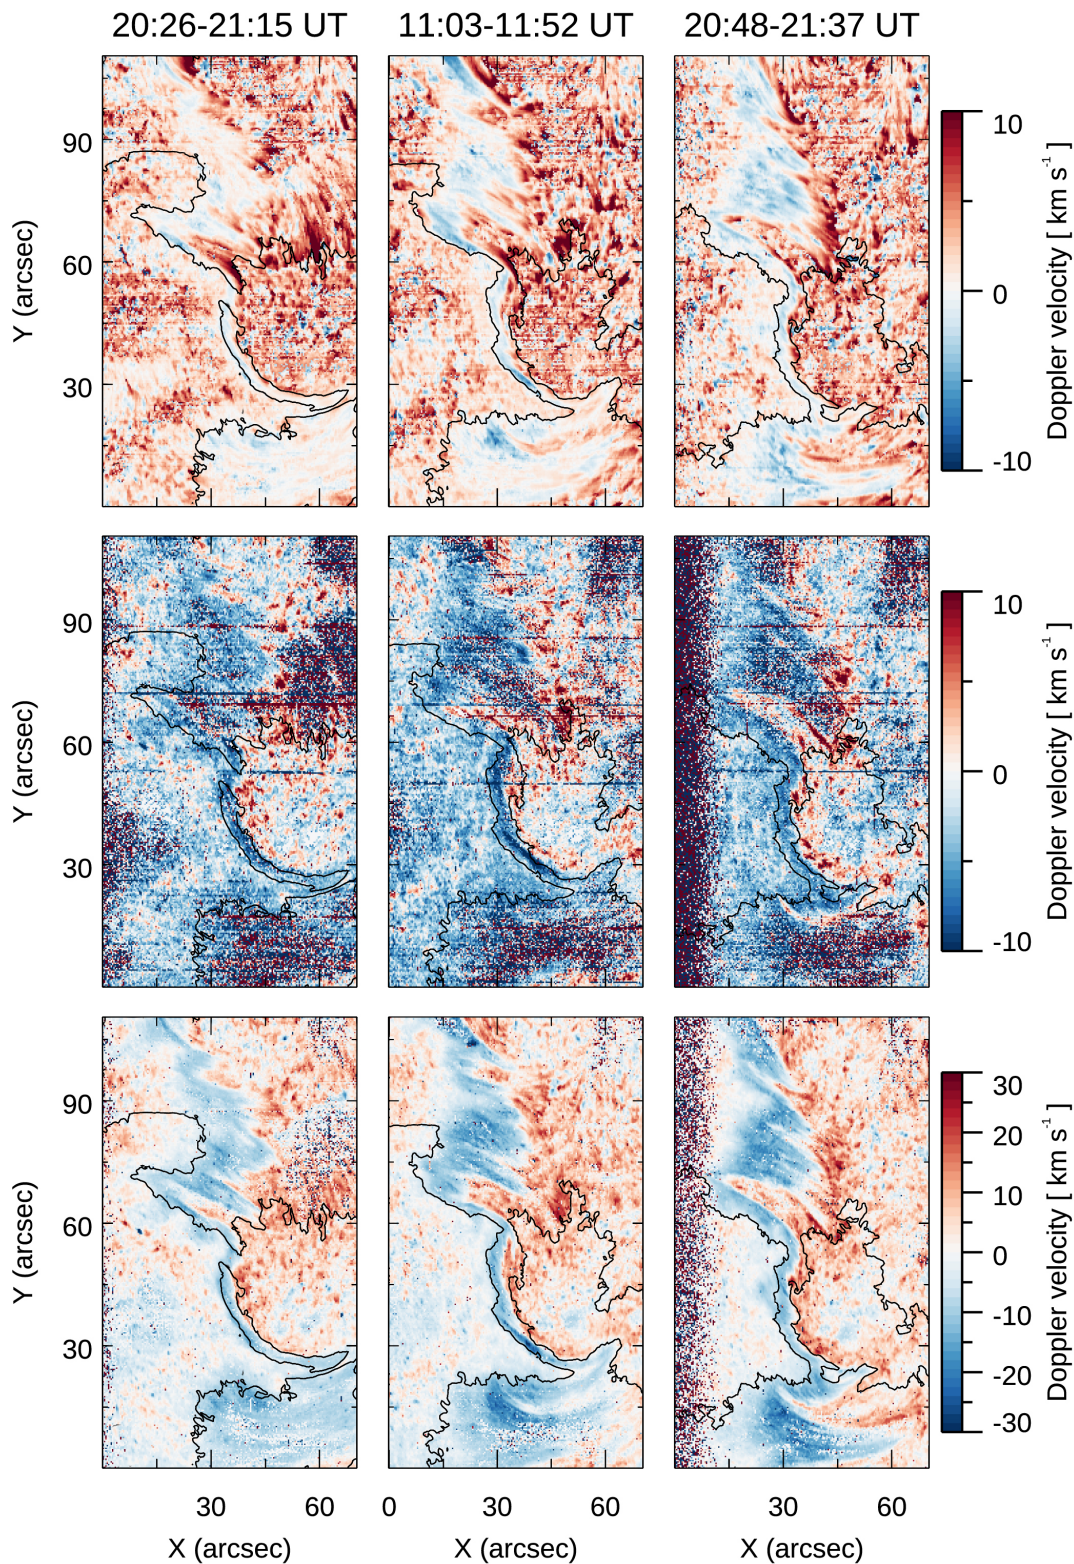 20:26-21:15 UT 11:03-11:52 UT 20:48-21:37 UT
90
60
30
Y (arcsec)
10
0
-10
Doppler velocity [ km s-1 ]
90
60
30
Y (arcsec)
10
0
-10
Doppler velocity [ km s-1 ]
90
60
30
Y (arcsec)
30
20
10
0
-10
-20
-30
Doppler velocity [ km s-1 ]
30 60 0 30 60 30 60
X (arcsec) X (arcsec) X (arcsec)